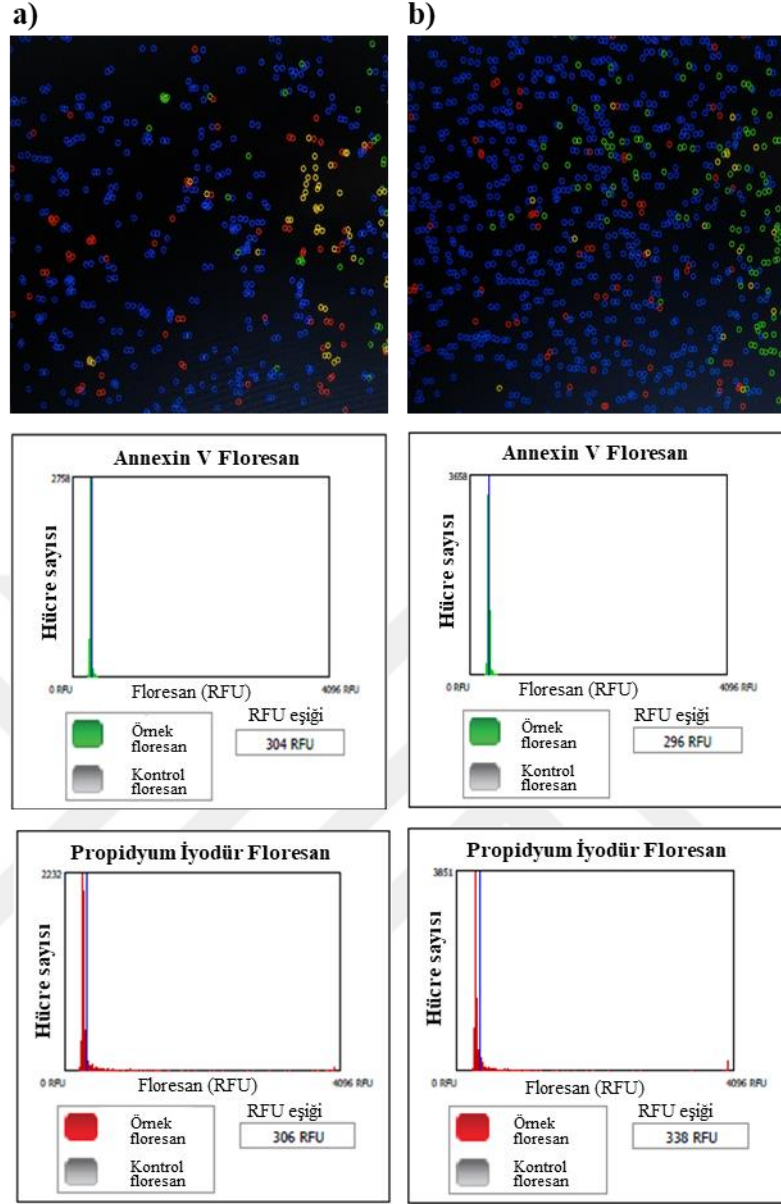 a)
b)
Annexin V Floresan
2758
Hücre sayısı
0 RFU
Floresan (RFU)
4096 RFU
Örnek
floresan
Kontrol
floresan
RFU eşiği
304 RFU
Annexin V Floresan
3658
Hücre sayısı
0 RFU
Floresan (RFU)
4096 RFU
Örnek
floresan
Kontrol
floresan
RFU eşiği
296 RFU
Propidyum İyodür Floresan
2232
Hücre sayısı
0 RFU
Floresan (RFU)
4096 RFU
Örnek
floresan
Kontrol
floresan
RFU eşiği
306 RFU
Propidyum İyodür Floresan
3851
Hücre sayısı
0 RFU
Floresan (RFU)
4096 RFU
Örnek
floresan
Kontrol
floresan
RFU eşiği
338 RFU